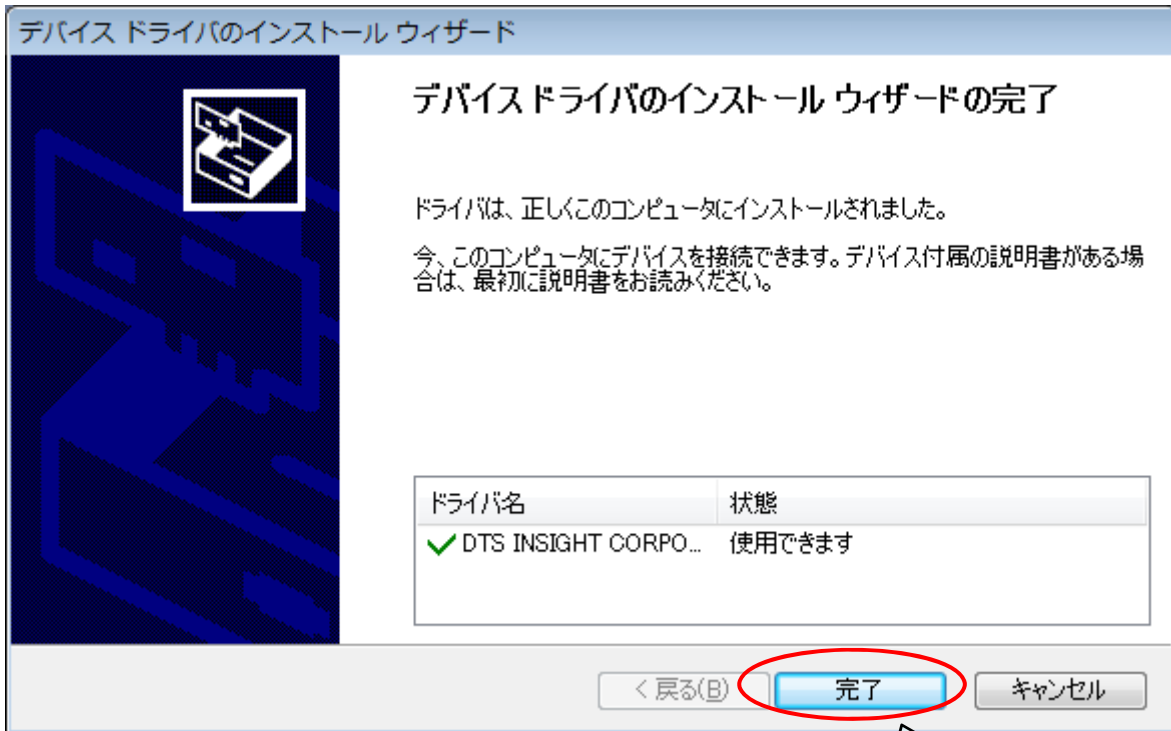 デバイス ドライバのインストール ウィザード
デバイス ドライバのインストール ウィザードの完了
ドライバは、正しくこのコンピュータにインストールされました。
今、このコンピュータにデバイスを接続できます。デバイス付属の説明書がある場
合は、最初に説明書をお読みください。
ドライバ名 状態
DTS INSIGHT CORPO... 使用できます
< 戻る(B) 完了 キャンセル